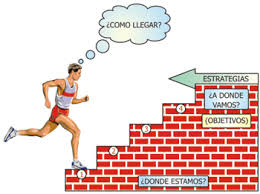 ¿COMO LLEGAR?
ESTRATEGIAS
¿A DONDE
VAMOS?
(OBJETIVOS)
4
3
2
1
¿DONDE ESTAMOS?